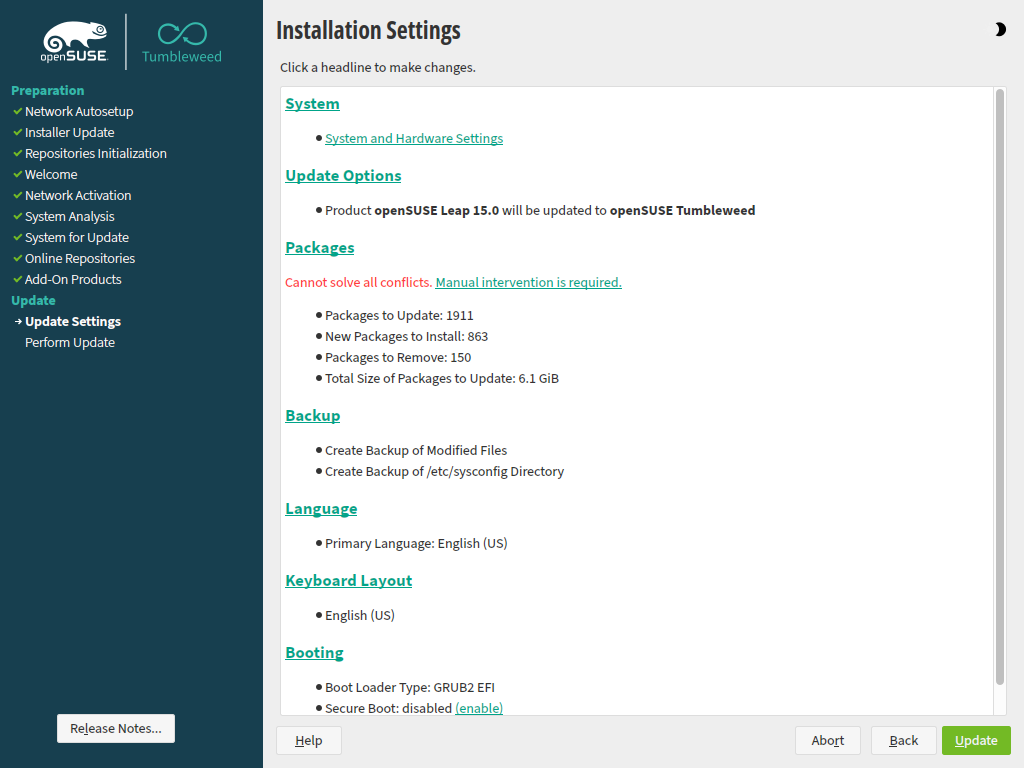 openSUSE
Tumbleweed
Preparation
Network Autosetup
Installer Update
Repositories Initialization
Welcome
Network Activation
System Analysis
System for Update
Online Repositories
Add-On Products
Update
Update Settings
Perform Update
Release Notes...
Installation Settings
Click a headline to make changes.
System
System and Hardware Settings
Update Options
Product openSUSE Leap 15.0 will be updated to openSUSE Tumbleweed
Packages
Cannot solve all conflicts. Manual intervention is required.
Packages to Update: 1911
New Packages to Install: 863
Packages to Remove: 150
Total Size of Packages to Update: 6.1 GiB
Backup
Create Backup of Modified Files
Create Backup of /etc/sysconfig Directory
Language
Primary Language: English (US)
Keyboard Layout
English (US)
Booting
Boot Loader Type: GRUB2 EFI
Secure Boot: disabled (enable)
Help
Abort
Back
Update